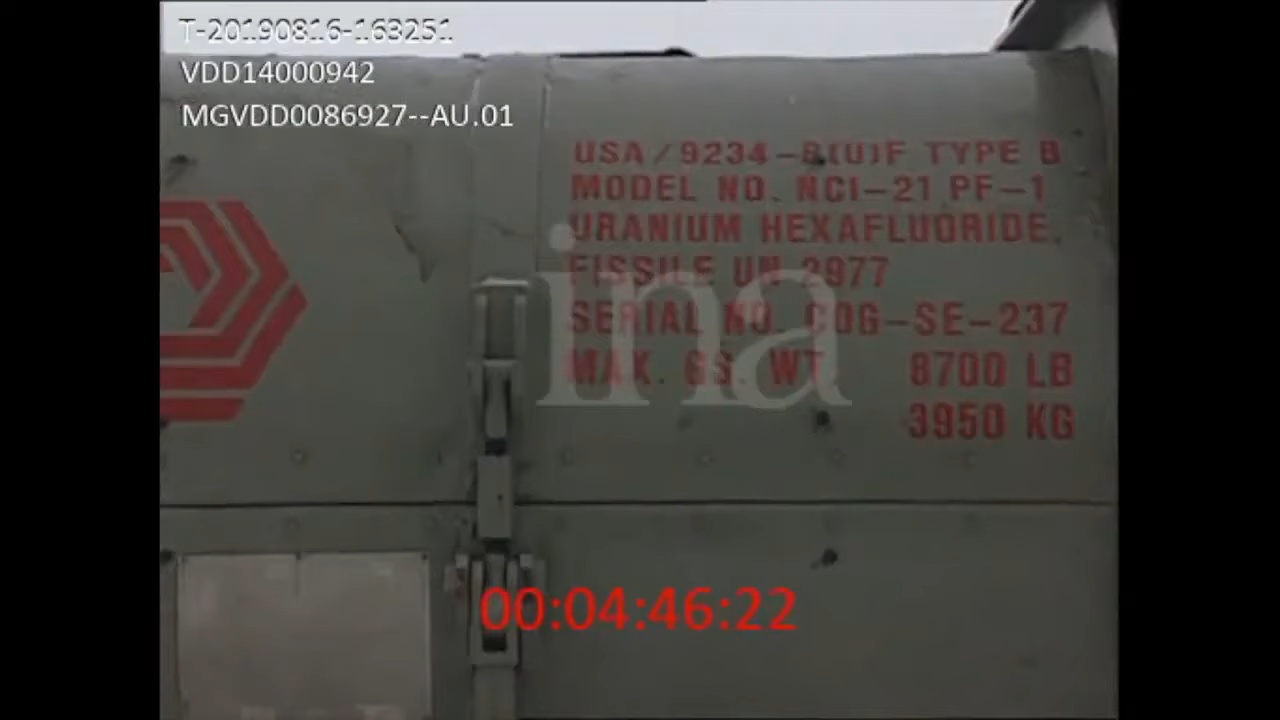 T-20190816-163251
VDD14000942
MGVDD0086927--AU.01
USA/9234-B(U)F TYPE B
MODEL NO. NCI-21 PF-1
URANIUM HEXAFLUORIDE,
FISSILE UN 2977
SERIAL NO. COG-SE-237
MAX. GS. WT. 8700 LB
3950 KG
ina
00:04:46:22